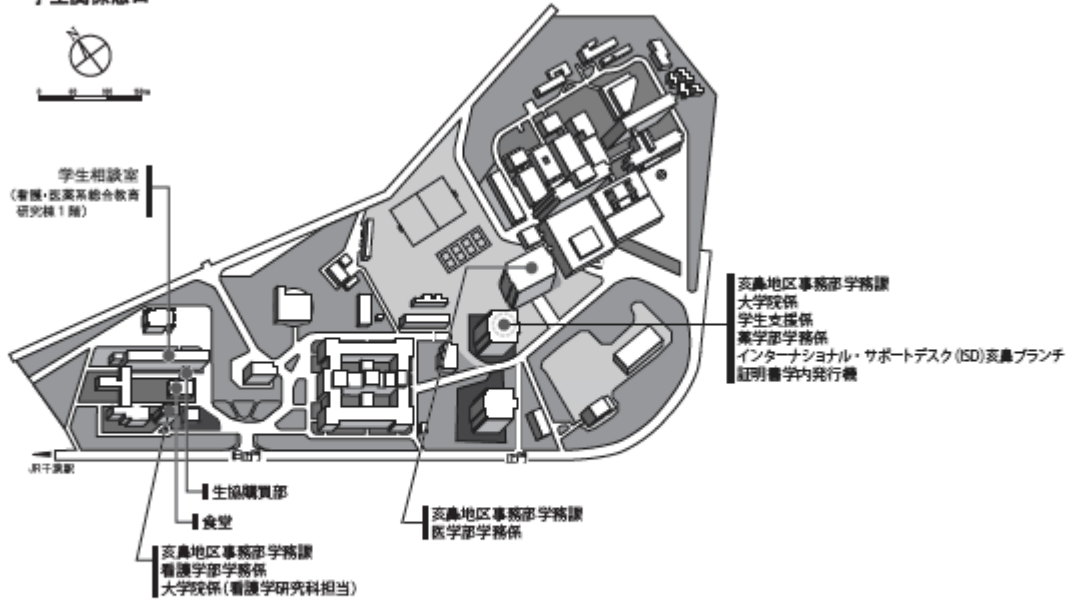 N
学生相談室
(看護・医薬系総合教育
研究棟1階)
亥鼻地区事務部学務課
大学院係
学生支援係
薬学部学務係
インターナショナル・サポートデスク(ISD)亥鼻ブランチ
証明書学内発行機
JR千葉駅
正門
生協購買部
食堂
亥鼻地区事務部学務課
医学部学務係
亥鼻地区事務部学務課
看護学部学務係
大学院係(看護学研究科担当)